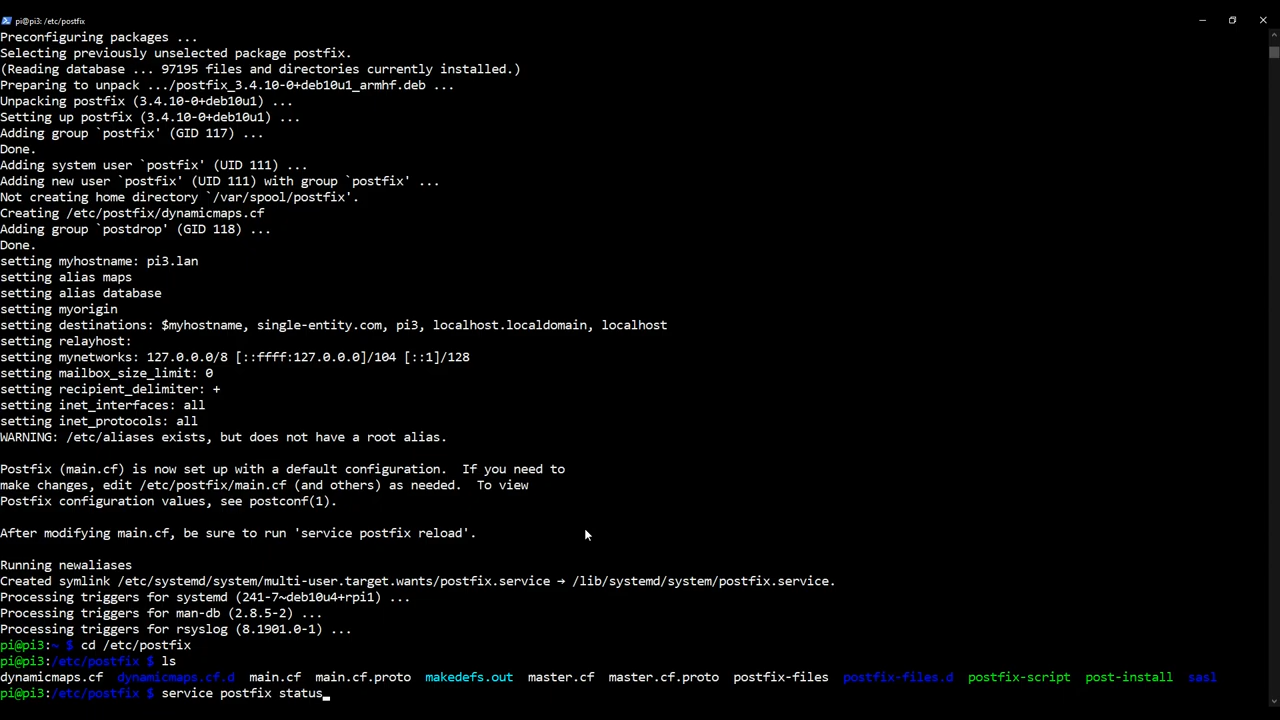 pi@pi3: /etc/postfix
Preconfiguring packages ...
Selecting previously unselected package postfix.
(Reading database ... 97195 files and directories currently installed.)
Preparing to unpack .../postfix_3.4.10-0+deb10u1_armhf.deb ...
Unpacking postfix (3.4.10-0+deb10u1) ...
Setting up postfix (3.4.10-0+deb10u1) ...
Adding group `postfix' (GID 117) ...
Done.
Adding system user `postfix' (UID 111) ...
Adding new user `postfix' (UID 111) with group `postfix' ...
Not creating home directory `/var/spool/postfix'.
Creating /etc/postfix/dynamicmaps.cf
Adding group `postdrop' (GID 118) ...
Done.
setting myhostname: pi3.lan
setting alias maps
setting alias database
setting myorigin
setting destinations: $myhostname, single-entity.com, pi3, localhost.localdomain, localhost
setting relayhost:
setting mynetworks: 127.0.0.0/8 [::ffff:127.0.0.0]/104 [::1]/128
setting mailbox_size_limit: 0
setting recipient_delimiter: +
setting inet_interfaces: all
setting inet_protocols: all
WARNING: /etc/aliases exists, but does not have a root alias.
Postfix (main.cf) is now set up with a default configuration.  If you need to
make changes, edit /etc/postfix/main.cf (and others) as needed.  To view
Postfix configuration values, see postconf(1).
After modifying main.cf, be sure to run 'service postfix reload'.
Running newaliases
Created symlink /etc/systemd/system/multi-user.target.wants/postfix.service → /lib/systemd/system/postfix.service.
Processing triggers for systemd (241-7~deb10u4+rpi1) ...
Processing triggers for man-db (2.8.5-2) ...
Processing triggers for rsyslog (8.1901.0-1) ...
pi@pi3:~ $ cd /etc/postfix
pi@pi3:/etc/postfix $ ls
dynamicmaps.cf  dynamicmaps.cf.d  main.cf  main.cf.proto  makedefs.out  master.cf  master.cf.proto  postfix-files  postfix-files.d  postfix-script  post-install  sasl
pi@pi3:/etc/postfix $ service postfix status